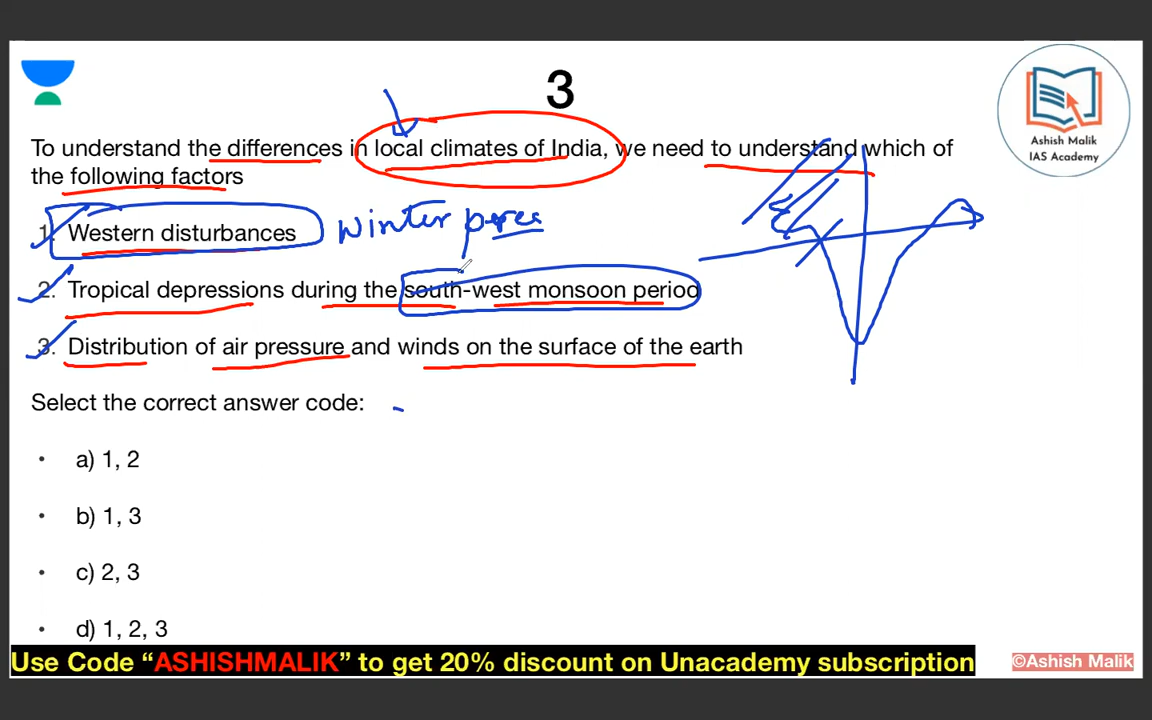 3
Ashish Malik
IAS Academy
To understand the differences in local climates of India, we need to understand which of
the following factors
1. Western disturbances
Winter
2. Tropical depressions during the south-west monsoon period
3. Distribution of air pressure and winds on the surface of the earth
Select the correct answer code:
• a) 1, 2
• b) 1, 3
• c) 2, 3
• d) 1, 2, 3
Use Code “ASHISHMALIK” to get 20% discount on Unacademy subscription
©Ashish Malik